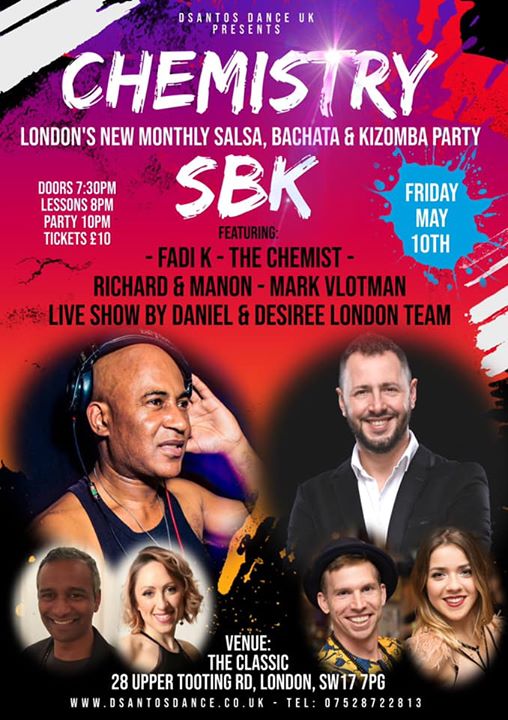 DSANTOS DANCE UK
PRESENTS
CHEMISTRY
LONDON'S NEW MONTHLY SALSA, BACHATA & KIZOMBA PARTY
SBK
DOORS 7:30PM
LESSONS 8PM
PARTY 10PM
TICKETS £10
FRIDAY
MAY
10TH
FEATURING:
- FADI K - THE CHEMIST -
RICHARD & MANON - MARK VLOTMAN
LIVE SHOW BY DANIEL & DESIREE LONDON TEAM
VENUE:
THE CLASSIC
28 UPPER TOOTING RD, LONDON, SW17 7PG
WWW.DSANTOSDANCE.CO.UK - TEL: 07528722813